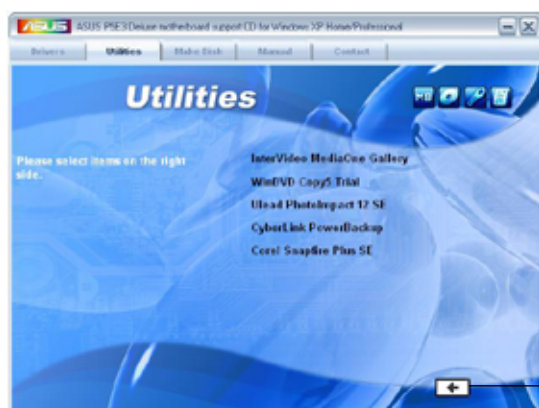 ASUS ASUS P5E3 Deluxe motherboard support CD for Windows XP Home/Professional
Drivers Utilities Make Disk Manual Contact
Utilities
Please select items on the right
side.
InterVideo MediaOne Gallery
WinDVD Copy5 Trial
Ulead PhotoImpact 12 SE
CyberLink PowerBackup
Corel Snapfire Plus SE